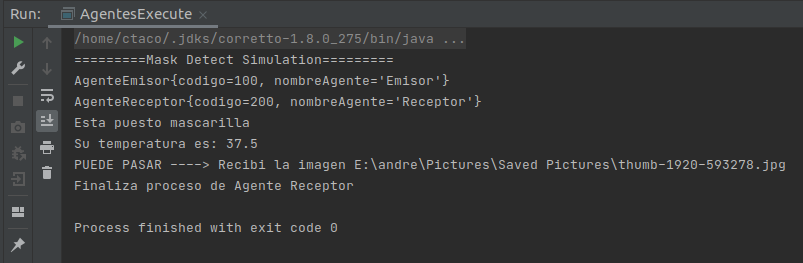 Run: AgentesExecute
/home/ctaco/.jdks/corretto-1.8.0_275/bin/java ...
=========Mask Detect Simulation=========
AgenteEmisor{codigo=100, nombreAgente='Emisor'}
AgenteReceptor{codigo=200, nombreAgente='Receptor'}
Esta puesto mascarilla
Su temperatura es: 37.5
PUEDE PASAR ----> Recibi la imagen E:\andre\Pictures\Saved Pictures\thumb-1920-593278.jpg
Finaliza proceso de Agente Receptor
Process finished with exit code 0